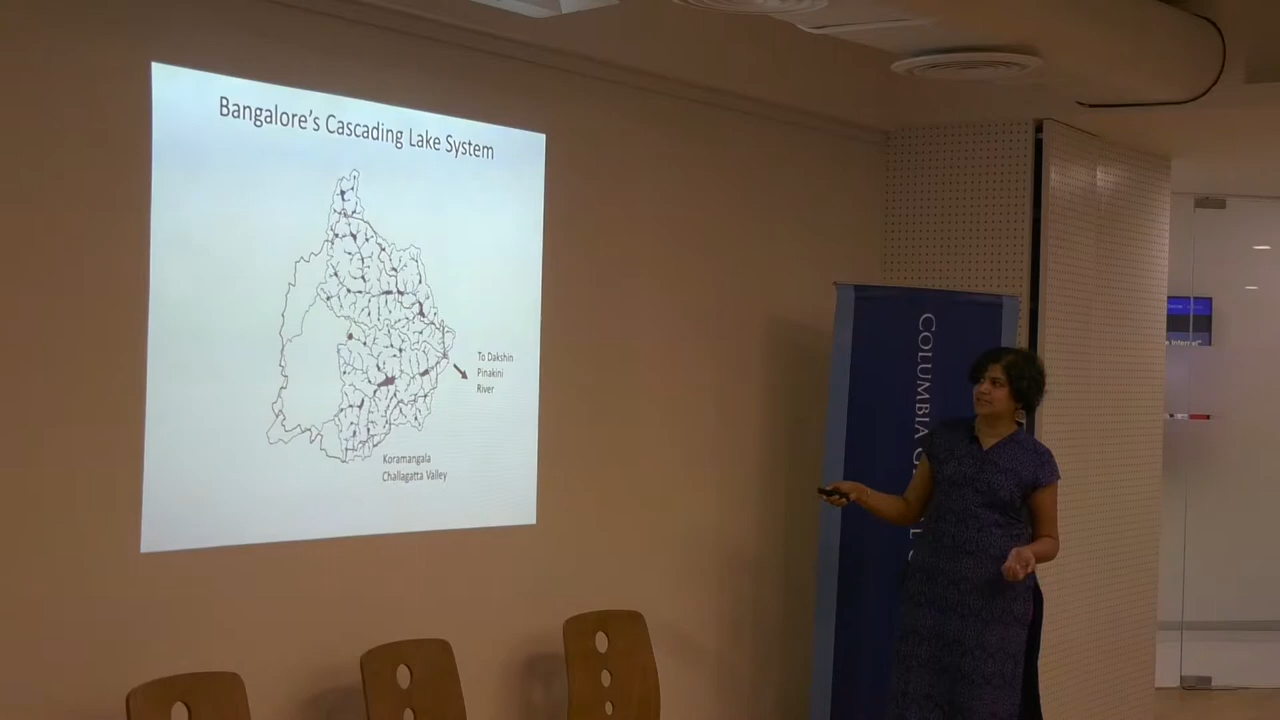 Bangalore's Cascading Lake System
To Dakshin
Pinakini
River
Koramangala
Challagatta Valley
COLUMBIA